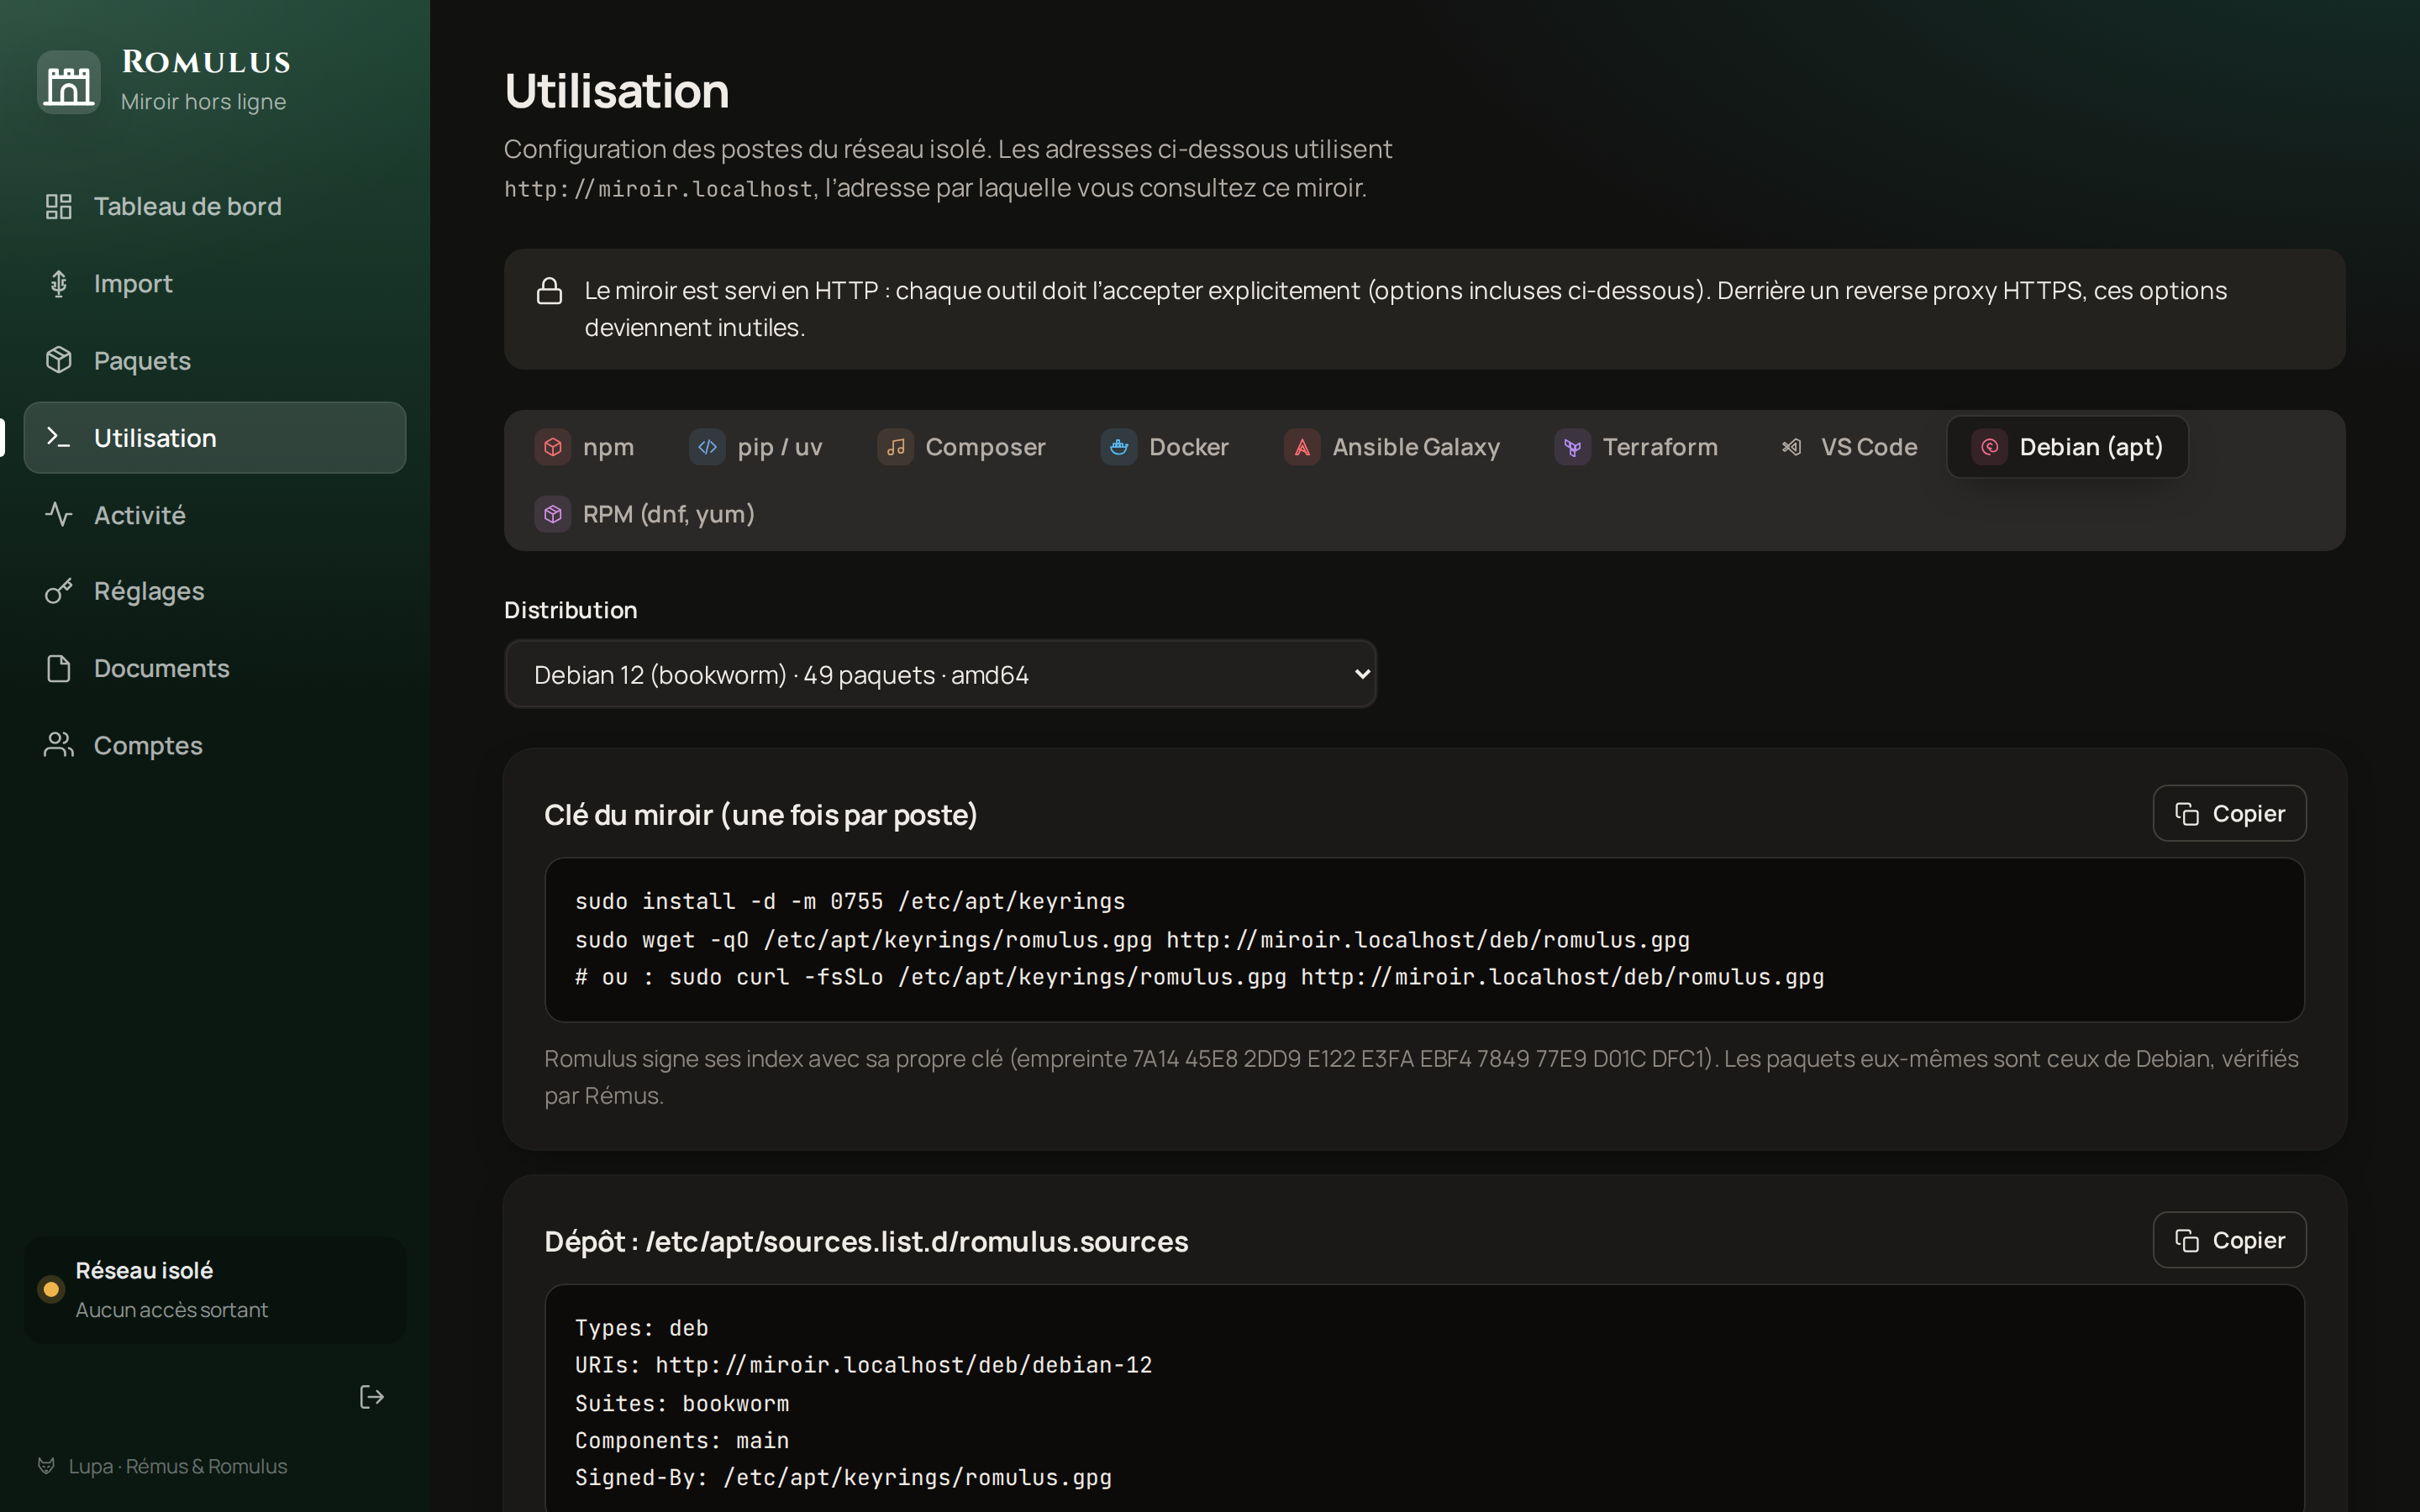 ROMULUS
Miroir hors ligne
Tableau de bord
Import
Paquets
Utilisation
Activité
Réglages
Documents
Comptes
Réseau isolé
Aucun accès sortant
Lupa · Rémus & Romulus
Utilisation
Configuration des postes du réseau isolé. Les adresses ci-dessous utilisent
http://miroir.localhost, l’adresse par laquelle vous consultez ce miroir.
Le miroir est servi en HTTP : chaque outil doit l’accepter explicitement (options incluses ci-dessous). Derrière un reverse proxy HTTPS, ces options
deviennent inutiles.
npm
pip / uv
Composer
Docker
Ansible Galaxy
Terraform
VS Code
Debian (apt)
RPM (dnf, yum)
Distribution
Debian 12 (bookworm) · 49 paquets · amd64
Clé du miroir (une fois par poste)
Copier
sudo install -d -m 0755 /etc/apt/keyrings
sudo wget -qO /etc/apt/keyrings/romulus.gpg http://miroir.localhost/deb/romulus.gpg
# ou : sudo curl -fsSLo /etc/apt/keyrings/romulus.gpg http://miroir.localhost/deb/romulus.gpg
Romulus signe ses index avec sa propre clé (empreinte 7A14 45E8 2DD9 E122 E3FA EBF4 7849 77E9 D01C DFC1). Les paquets eux-mêmes sont ceux de Debian, vérifiés
par Rémus.
Dépôt : /etc/apt/sources.list.d/romulus.sources
Copier
Types: deb
URIs: http://miroir.localhost/deb/debian-12
Suites: bookworm
Components: main
Signed-By: /etc/apt/keyrings/romulus.gpg